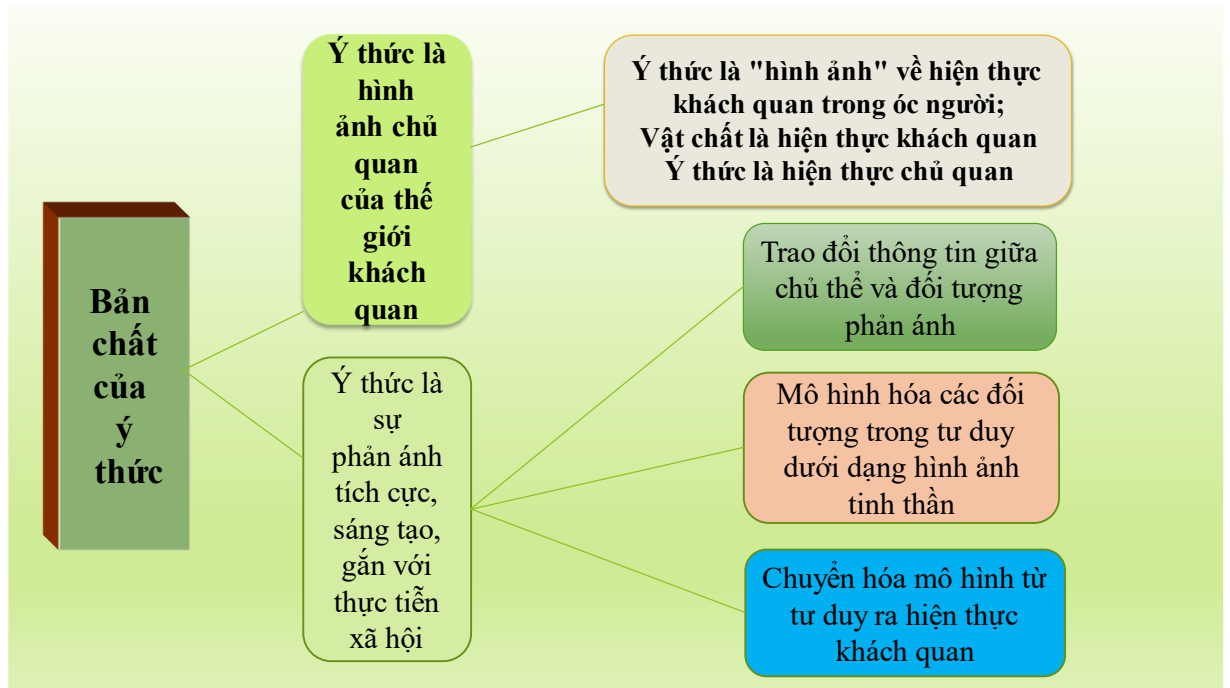 Bản
chất
của
ý
thức
Ý thức là
hình
ảnh chủ
quan
của thế
giới
khách
quan
Ý thức là "hình ảnh" về hiện thực
khách quan trong óc người;
Vật chất là hiện thực khách quan
Ý thức là hiện thực chủ quan
Ý thức là
sự
phản ánh
tích cực,
sáng tạo,
gắn với
thực tiễn
xã hội
Trao đổi thông tin giữa
chủ thể và đối tượng
phản ánh
Mô hình hóa các đối
tượng trong tư duy
dưới dạng hình ảnh
tinh thần
Chuyển hóa mô hình từ
tư duy ra hiện thực
khách quan